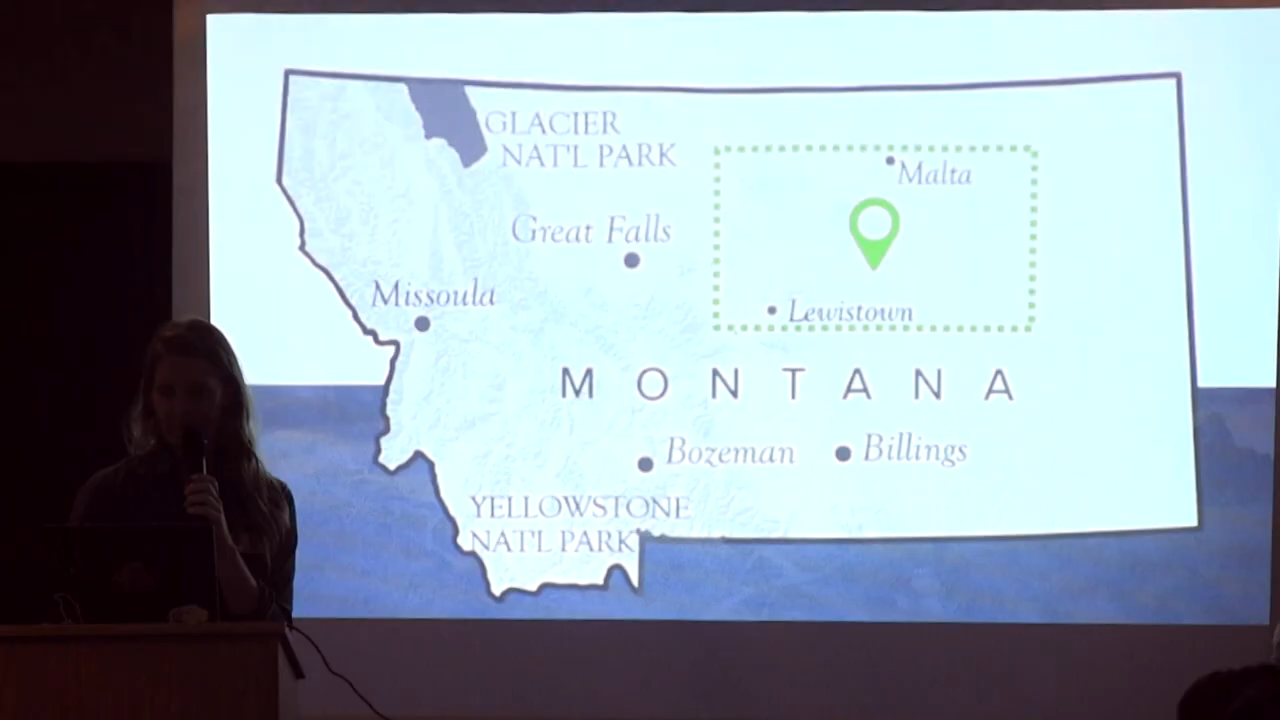 GLACIER
NAT'L PARK
Malta
Great Falls
Missoula
Lewistown
MONTANA
Bozeman
Billings
YELLOWSTONE
NAT'L PARK